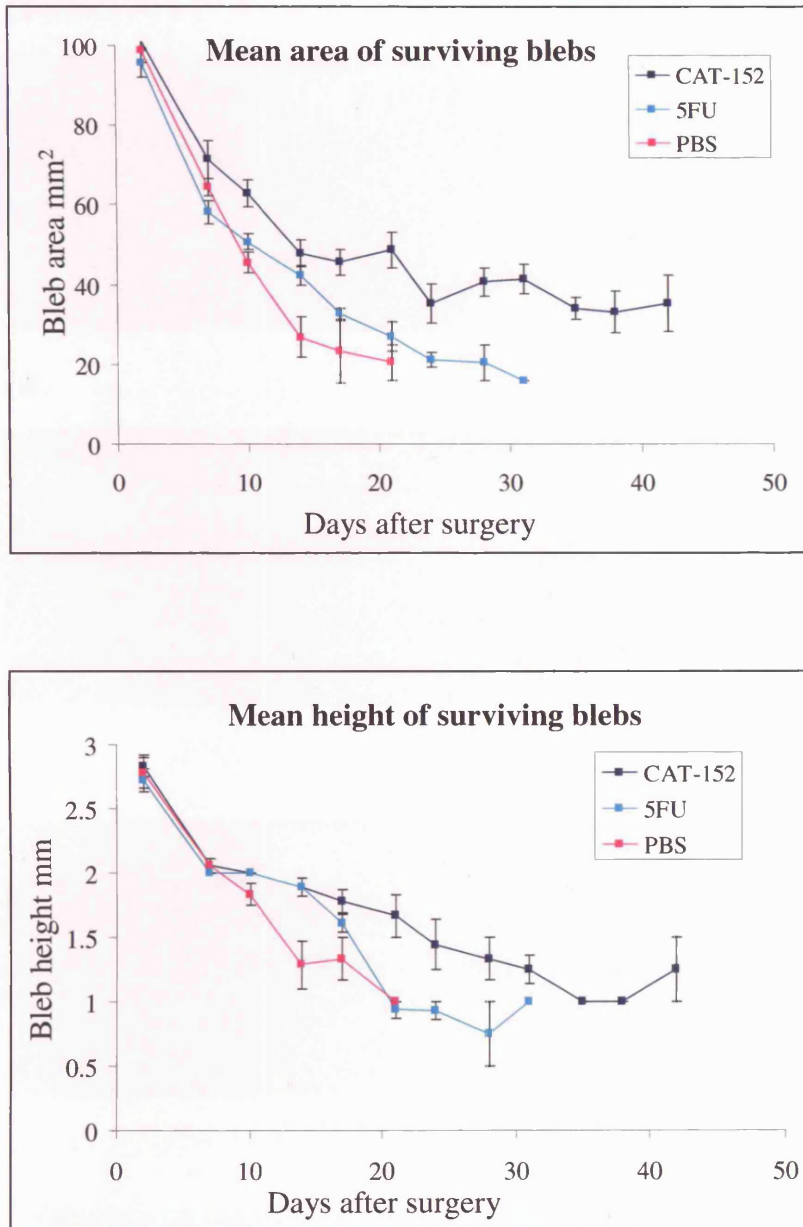 Mean area of surviving blebs
CAT-152
5FU
PBS
Bleb area mm²
100
80
60
40
20
0
0 10 20 30 40 50
Days after surgery
Mean height of surviving blebs
CAT-152
5FU
PBS
Bleb height mm
3
2.5
2
1.5
1
0.5
0
0 10 20 30 40 50
Days after surgery